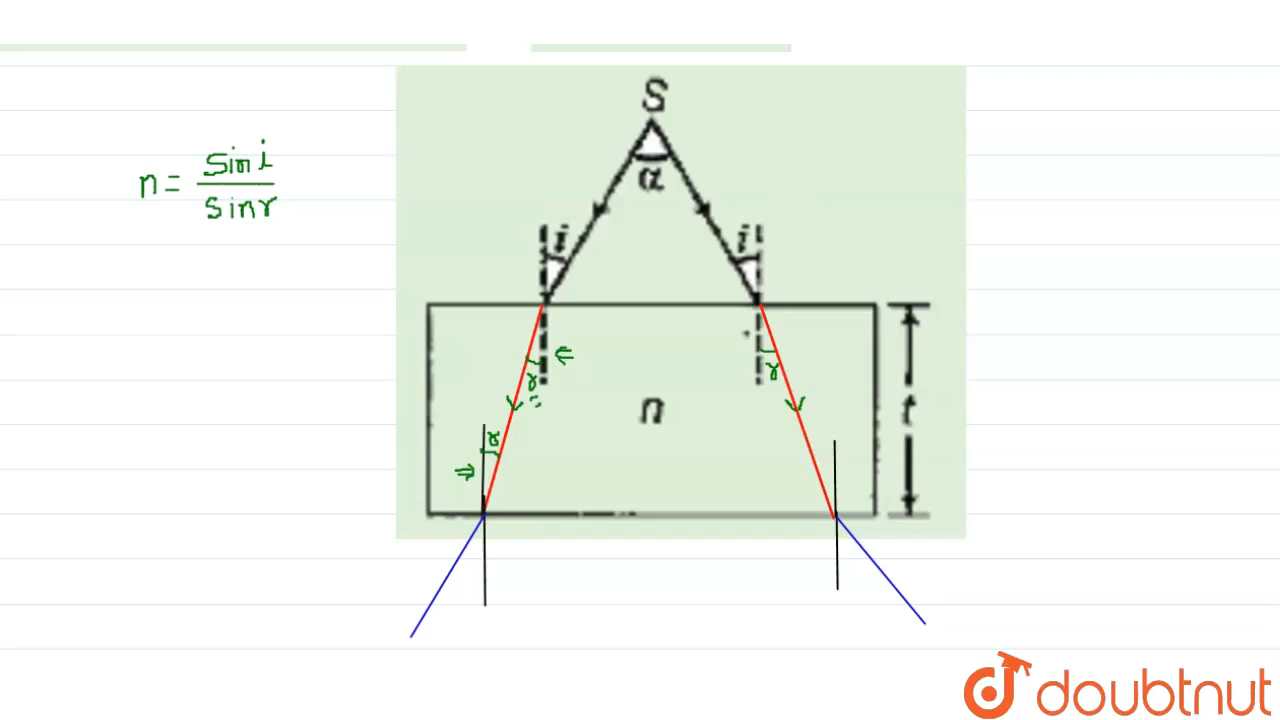 S
α
n = sin i / sin r
i i
r r
n
t
r
doubtnut